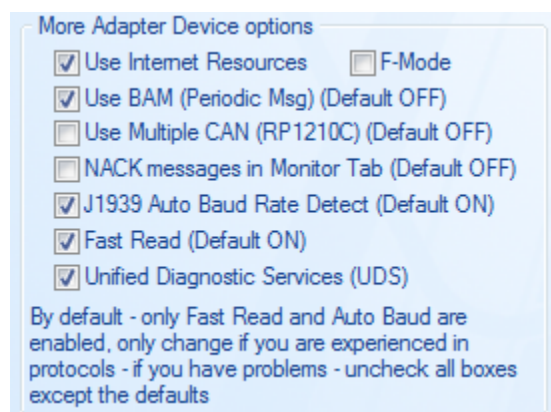 More Adapter Device options
Use Internet Resources F-Mode
Use BAM (Periodic Msg) (Default OFF)
Use Multiple CAN (RP1210C) (Default OFF)
NACK messages in Monitor Tab (Default OFF)
J1939 Auto Baud Rate Detect (Default ON)
Fast Read (Default ON)
Unified Diagnostic Services (UDS)
By default - only Fast Read and Auto Baud are
enabled, only change if you are experienced in
protocols - if you have problems - uncheck all boxes
except the defaults